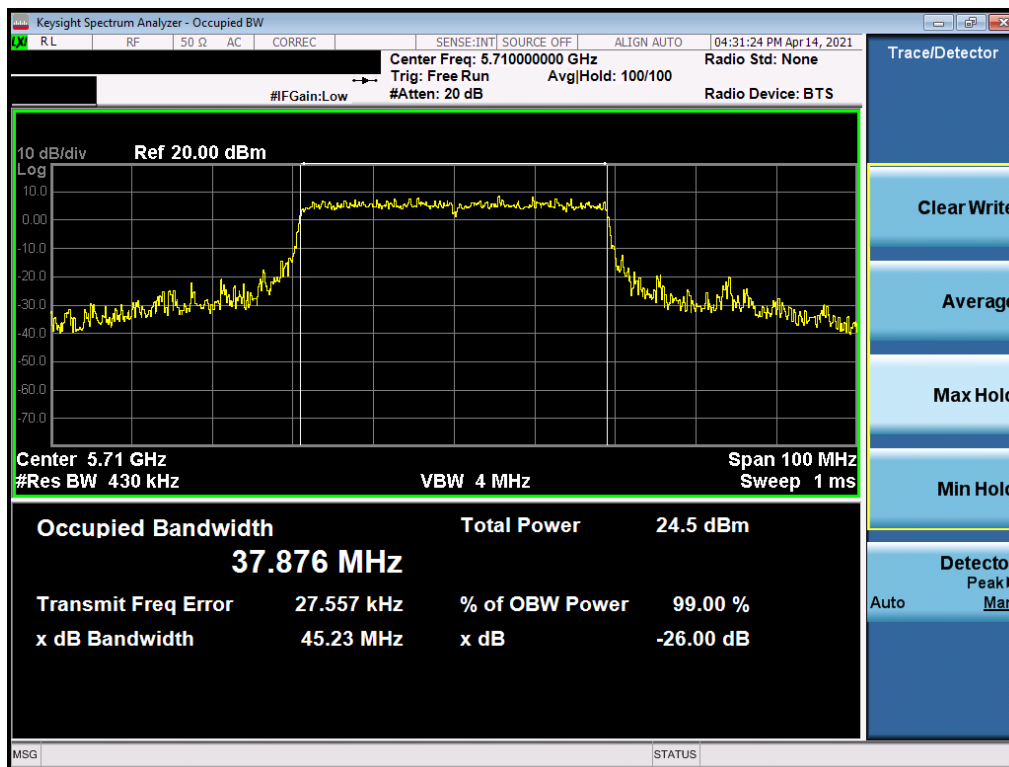 Keysight Spectrum Analyzer - Occupied BW
LXI RL RF 50 Ω AC CORREC SENSE:INT SOURCE OFF ALIGN AUTO 04:31:24 PM Apr 14, 2021
Center Freq: 5.710000000 GHz Radio Std: None
Trig: Free Run Avg|Hold: 100/100
#IFGain:Low #Atten: 20 dB Radio Device: BTS
10 dB/div Ref 20.00 dBm
Log
10.0
0.00
-10.0
-20.0
-30.0
-40.0
-50.0
-60.0
-70.0
Center 5.71 GHz Span 100 MHz
#Res BW 430 kHz VBW 4 MHz Sweep 1 ms
Occupied Bandwidth Total Power 24.5 dBm
37.876 MHz
Transmit Freq Error 27.557 kHz % of OBW Power 99.00 %
x dB Bandwidth 45.23 MHz x dB -26.00 dB
MSG STATUS
Trace/Detector
Clear Write
Average
Max Hold
Min Hold
Detecto
Peak
Auto Man